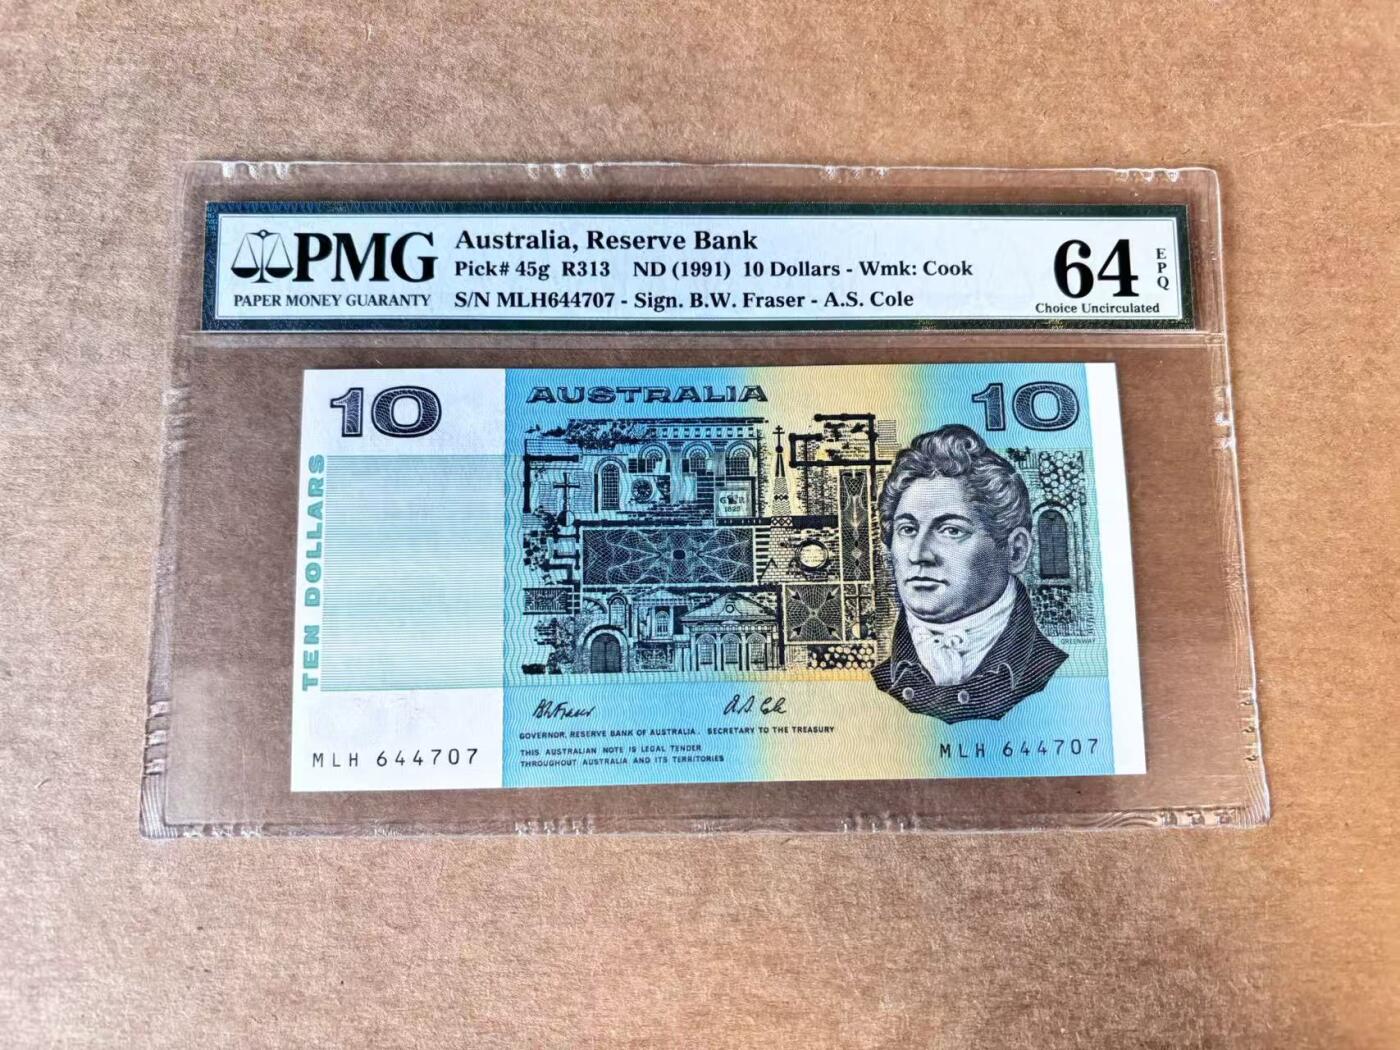 PMG
PAPER MONEY GUARANTY
Australia, Reserve Bank
Pick# 45g R313 ND (1991) 10 Dollars - Wmk: Cook
S/N MLH644707 - Sign. B.W. Fraser - A.S. Cole
64
EPQ
Choice Uncirculated
10
AUSTRALIA
10
TEN DOLLARS
G R
1823
GREENWAY
GOVERNOR, RESERVE BANK OF AUSTRALIA. SECRETARY TO THE TREASURY
THIS AUSTRALIAN NOTE IS LEGAL TENDER
THROUGHOUT AUSTRALIA AND ITS TERRITORIES
MLH 644707
MLH 644707